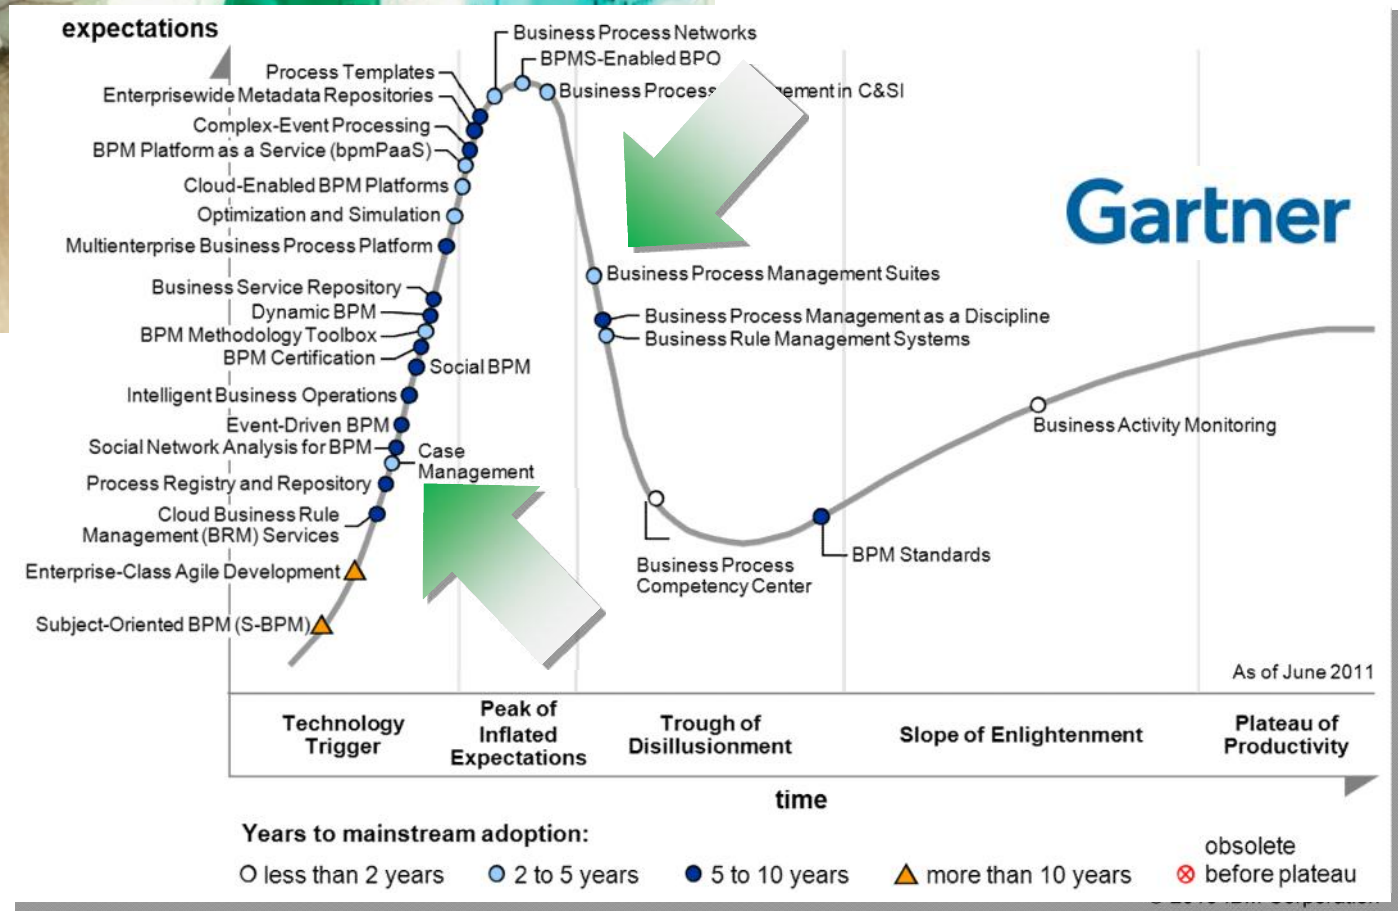 expectations
Business Process Networks
BPMS-Enabled BPO
Process Templates
Business Process
ement in C&SI
Enterprisewide Metadata Repositories
Complex-Event Processing
BPM Platform as a Service (bpmPaaS)
Cloud-Enabled BPM Platforms
Optimization and Simulation
Multienterprise Business Process Platform
Gartner
Business Process Management Suites
Business Service Repository
Dynamic BPM
Business Process Management as a Discipline
BPM Methodology Toolbox
Business Rule Management Systems
BPM Certification
Social BPM
Intelligent Business Operations
Event-Driven BPM
Business Activity Monitoring
Social Network Analysis for BPM
Case
Management
Process Registry and Repository
Cloud Business Rule
Management (BRM) Services
BPM Standards
Business Process
Competency Center
Enterprise-Class Agile Development
Subject-Oriented BPM (S-BPM)
As of June 2011
Technology
Trigger
Peak of
Inflated
Expectations
Trough of
Disillusionment
Slope of Enlightenment
Plateau of
Productivity
time
Years to mainstream adoption:
less than 2 years
2 to 5 years
5 to 10 years
more than 10 years
obsolete
before plateau